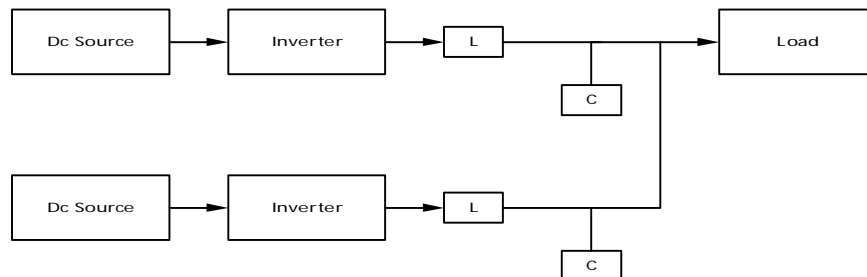 Dc Source
Inverter
L
Load
C
Dc Source
Inverter
L
C